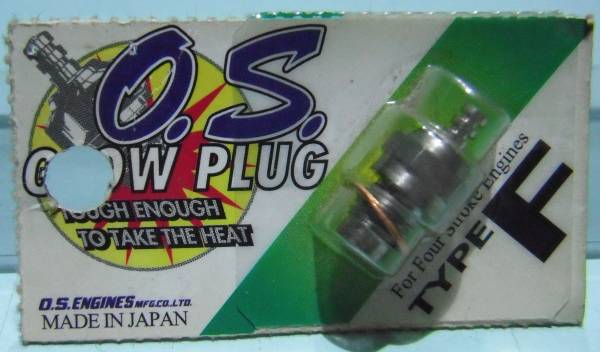 O.S.
GLOW PLUG
TOUGH ENOUGH
TO TAKE THE HEAT
For Four Stroke Engines
TYPE F
O.S.ENGINES MFG.CO.LTD.
MADE IN JAPAN